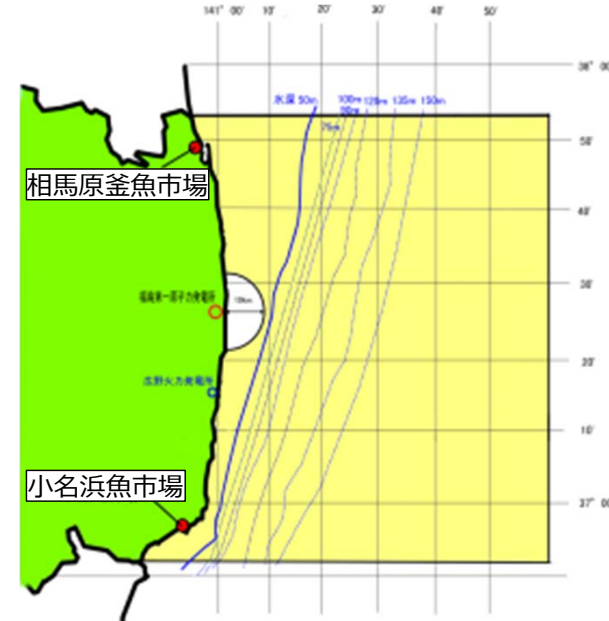 141° 00' 10' 20' 30' 40' 50'
38° 00
水深 50m 100m 120m 135m 150m
90m
75m
50'
相馬原釜魚市場
40'
30'
福島第一原子力発電所
10km
20'
広野火力発電所
10'
小名浜魚市場
37° 00